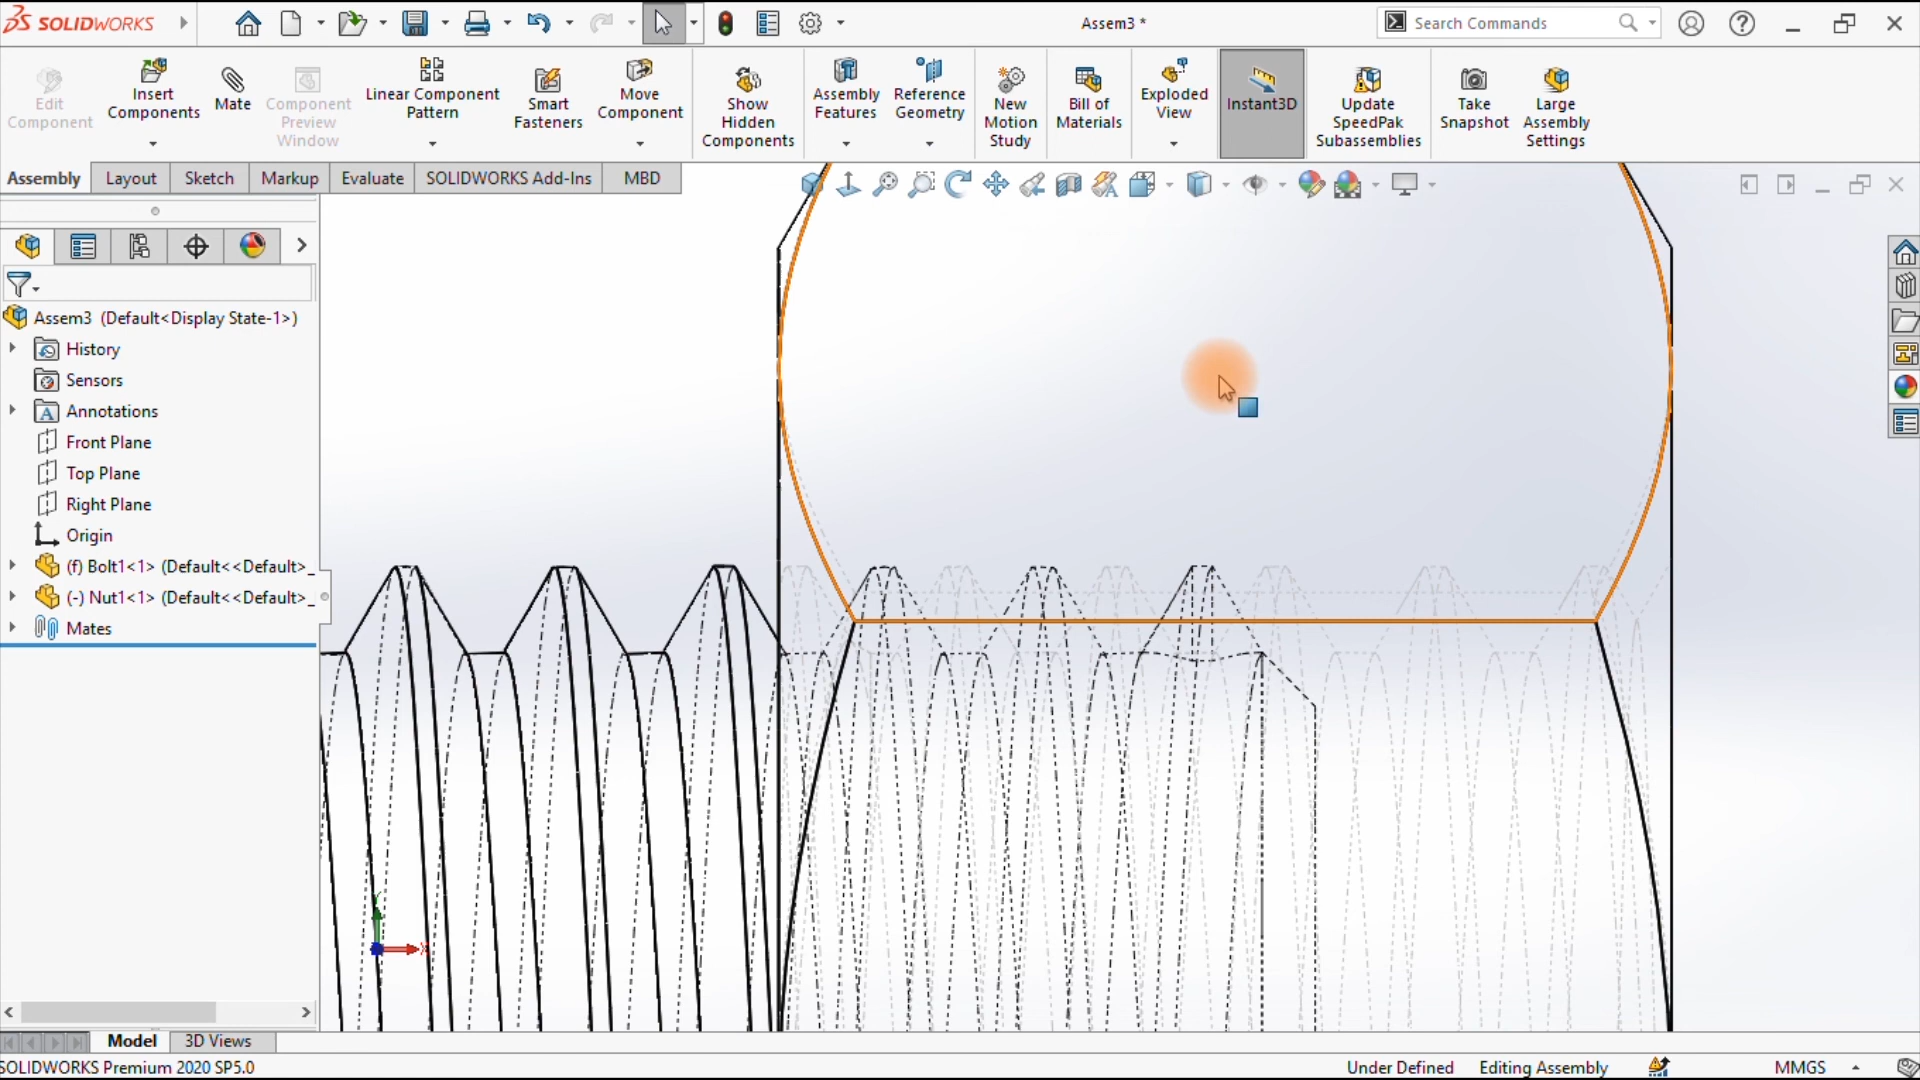 SOLIDWORKS
Assem3 *
Search Commands
Edit Component
Insert Components
Mate
Component Preview Window
Linear Component Pattern
Smart Fasteners
Move Component
Show Hidden Components
Assembly Features
Reference Geometry
New Motion Study
Bill of Materials
Exploded View
Instant3D
Update SpeedPak Subassemblies
Take Snapshot
Large Assembly Settings
Assembly
Layout
Sketch
Markup
Evaluate
SOLIDWORKS Add-Ins
MBD
Assem3 (Default<Display State-1>)
History
Sensors
Annotations
Front Plane
Top Plane
Right Plane
Origin
(f) Bolt1<1> (Default<<Default>_
(-) Nut1<1> (Default<<Default>_
Mates
Model
3D Views
SOLIDWORKS Premium 2020 SP5.0
Under Defined
Editing Assembly
MMGS